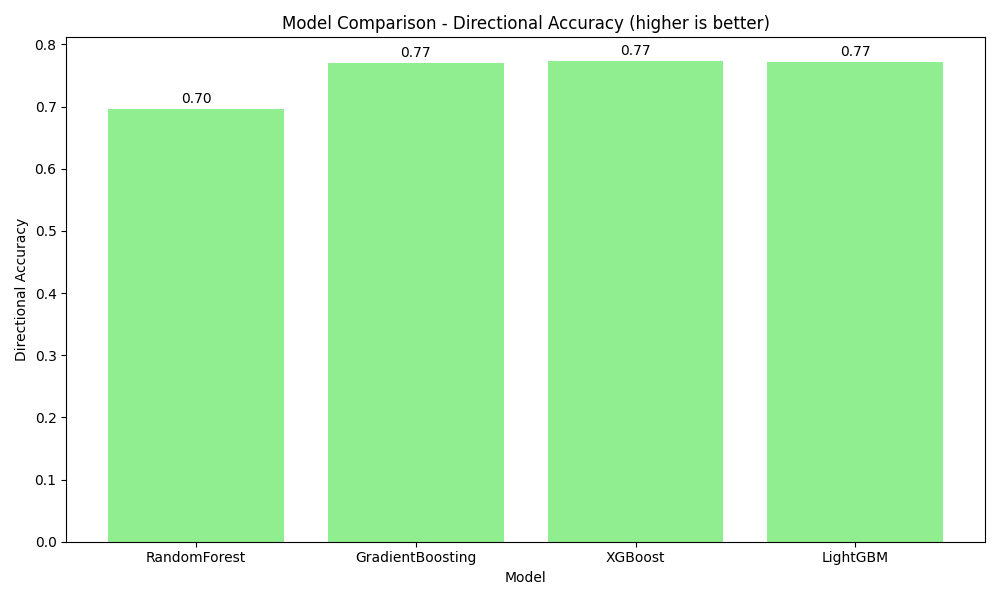 Model Comparison - Directional Accuracy (higher is better)
0.8
0.7
0.6
0.5
0.4
0.3
0.2
0.1
0.0
Directional Accuracy
0.70
0.77
0.77
0.77
RandomForest
GradientBoosting
XGBoost
LightGBM
Model